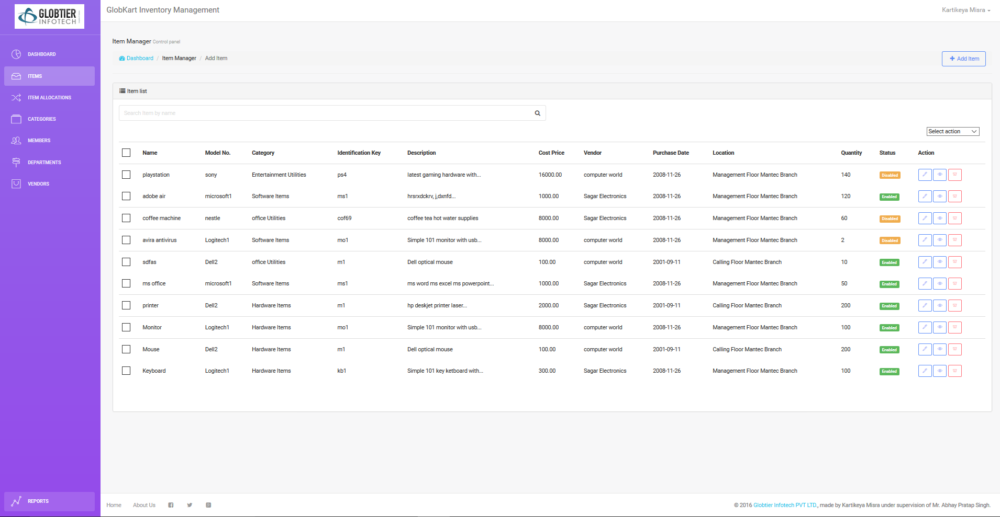 GLOBTIER
INFOTECH
GlobKart Inventory Management
Kartikeya Misra
DASHBOARD
ITEMS
ITEM ALLOCATIONS
CATEGORIES
MEMBERS
DEPARTMENTS
VENDORS
REPORTS
Item Manager Control panel
Dashboard / Item Manager / Add Item
+ Add Item
Item list
Search Item by name
Select action
Name Model No. Category Identification Key Description Cost Price Vendor Purchase Date Location Quantity Status Action
playstation sony Entertainment Utilities ps4 latest gaming hardware with... 16000.00 computer world 2008-11-26 Management Floor Mantec Branch 140 Disabled
adobe air microsoft1 Software Items ms1 hrsrxdckrv, j,dxnfd... 1000.00 Sagar Electronics 2008-11-26 Management Floor Mantec Branch 120 Enabled
coffee machine nestle office Utilities cof69 coffee tea hot water supplies 8000.00 Sagar Electronics 2008-11-26 Management Floor Mantec Branch 60 Disabled
avira antivirus Logitech1 Software Items mo1 Simple 101 monitor with usb... 8000.00 computer world 2008-11-26 Management Floor Mantec Branch 2 Disabled
sdfas Dell2 office Utilities m1 Dell optical mouse 100.00 computer world 2001-09-11 Calling Floor Mantec Branch 10 Enabled
ms office microsoft1 Software Items ms1 ms word ms excel ms powerpoint... 1000.00 Sagar Electronics 2008-11-26 Management Floor Mantec Branch 50 Enabled
printer Dell2 Hardware Items m1 hp deskjet printer laser... 2000.00 Sagar Electronics 2001-09-11 Calling Floor Mantec Branch 200 Enabled
Monitor Logitech1 Hardware Items mo1 Simple 101 monitor with usb... 8000.00 computer world 2008-11-26 Management Floor Mantec Branch 100 Enabled
Mouse Dell2 Hardware Items m1 Dell optical mouse 100.00 computer world 2001-09-11 Calling Floor Mantec Branch 200 Enabled
Keyboard Logitech1 Hardware Items kb1 Simple 101 key ketboard with... 300.00 Sagar Electronics 2008-11-26 Management Floor Mantec Branch 100 Enabled
Home About Us
© 2016 Globtier Infotech PVT LTD., made by Kartikeya Misra under supervision of Mr. Abhay Pratap Singh.